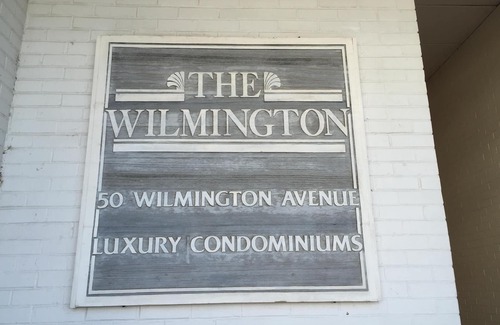 THE
WILMINGTON
50 WILMINGTON AVENUE
LUXURY CONDOMINIUMS